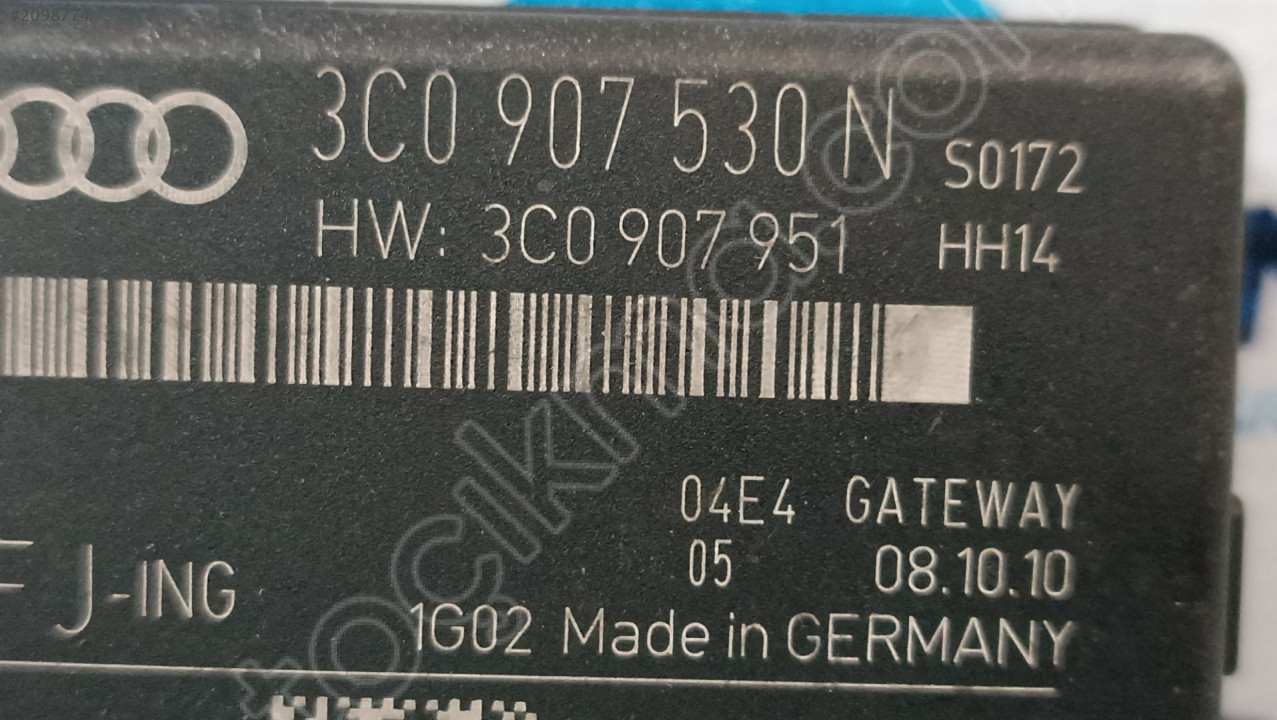 #2098774
3C0 907 530 N S0172
HW: 3C0 907 951 HH14
04E4 GATEWAY
05 08.10.10
J-ING
1G02 Made in GERMANY